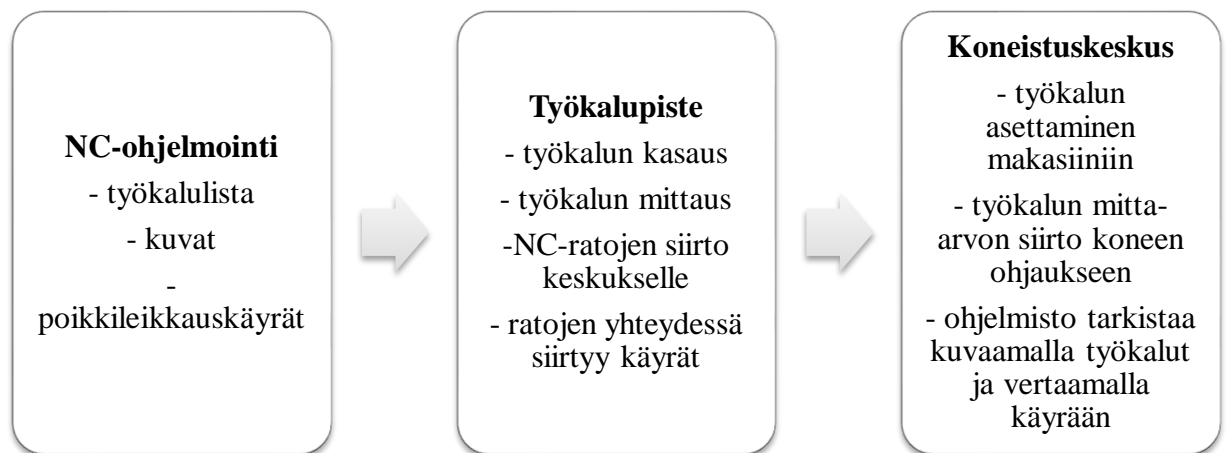 NC-ohjelmointi
- työkalulista
- kuvat
-
poikkileikkauskäyrät
Työkalupiste
- työkalun kasaus
- työkalun mittaus
-NC-ratojen siirto
keskukselle
- ratojen yhteydessä
siirtyy käyrät
Koneistuskeskus
- työkalun
asettaminen
makasiiniin
- työkalun mitta-
arvon siirto koneen
ohjaukseen
- ohjelmisto tarkistaa
kuvaamalla työkalut
ja vertaamalla
käyrään